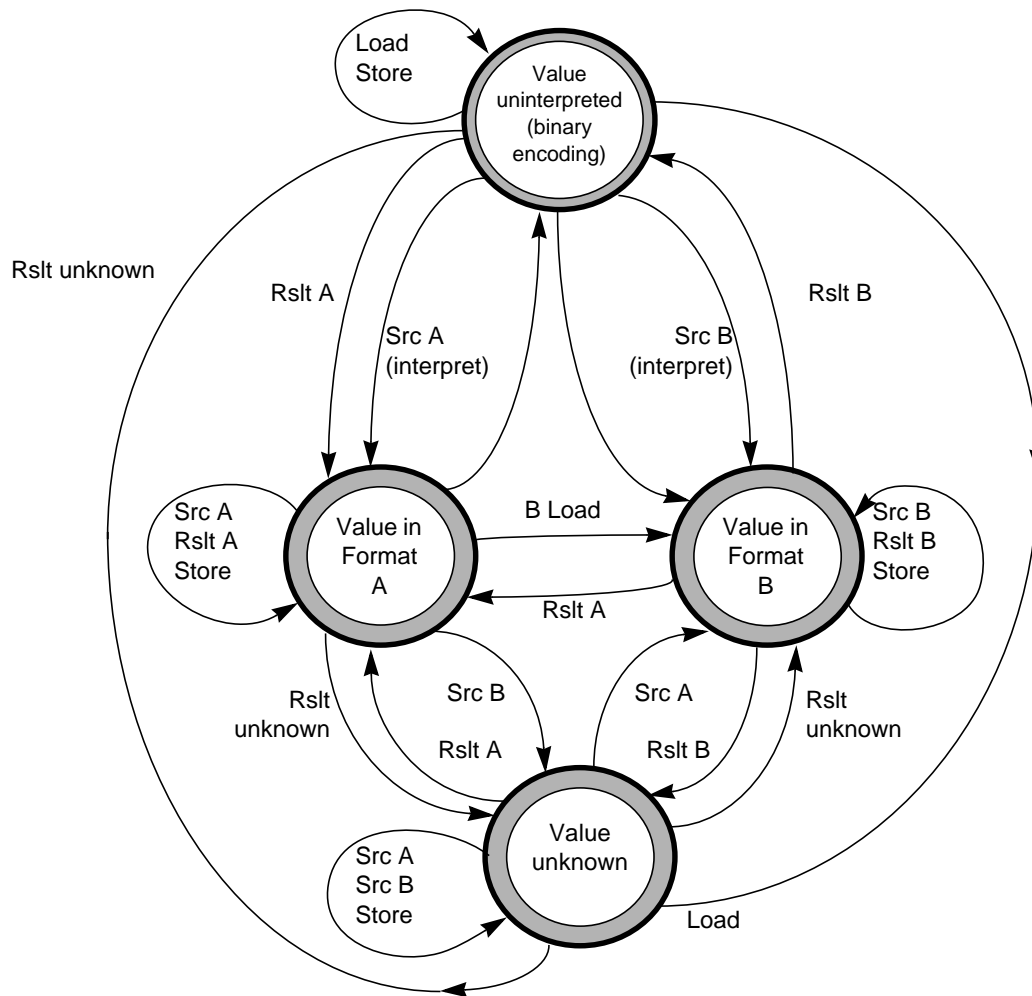 Load
Store
Value
uninterpreted
(binary
encoding)
Rslt unknown
Rslt A
Rslt B
Src A
(interpret)
Src B
(interpret)
Src A
Rslt A
Store
Value in
Format
A
B Load
Rslt A
Value in
Format
B
Src B
Rslt B
Store
Rslt
unknown
Src B
Rslt A
Src A
Rslt B
Rslt
unknown
Src A
Src B
Store
Value
unknown
Load